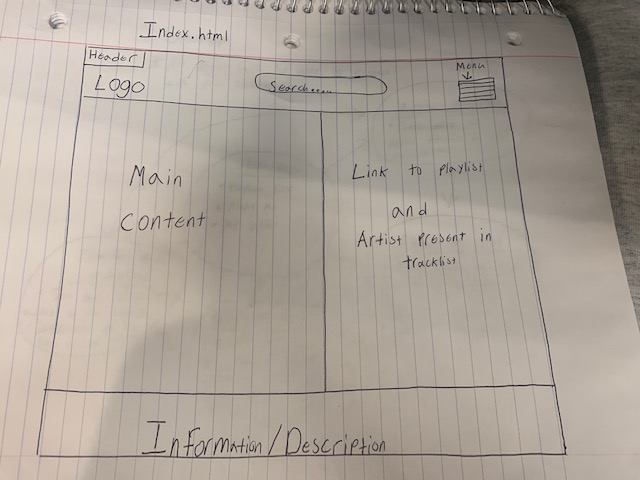 Index.html
Header
Logo
Search.....
Menu
Main
Content
Link to playlist
and
Artist present in
tracklist
Information/Description